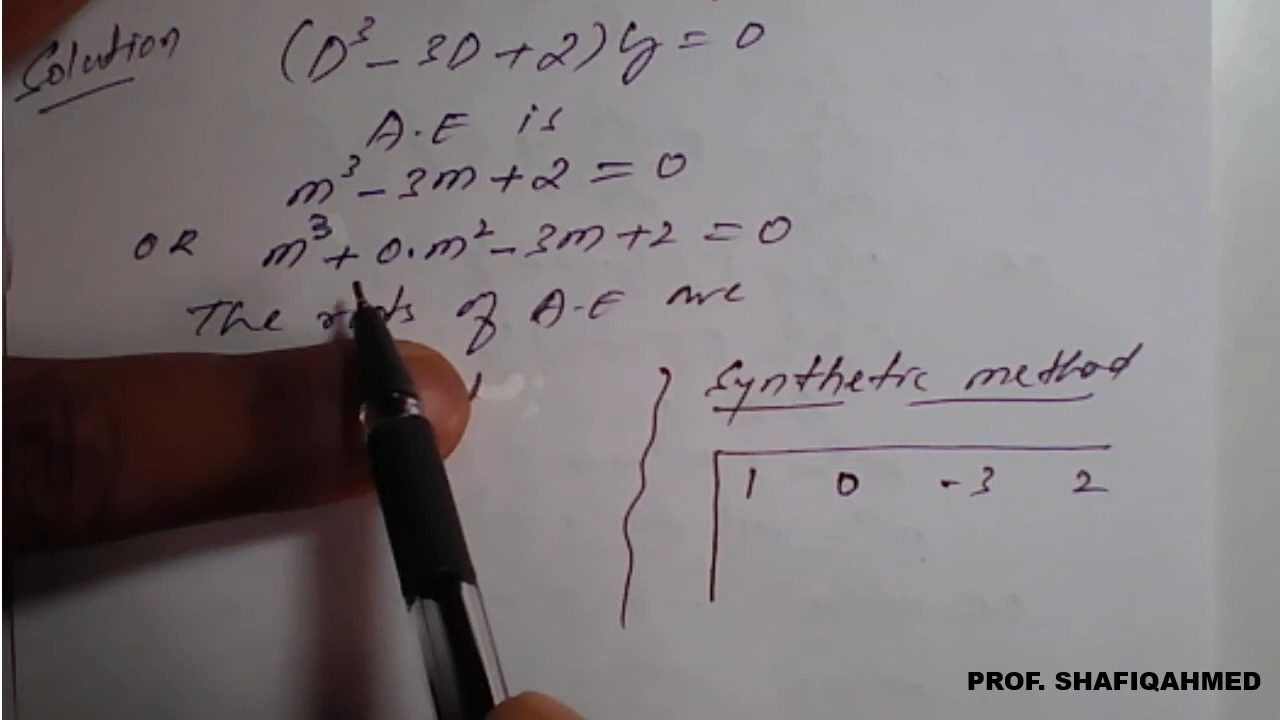 Solution (D³ - 3D + 2) y = 0
A.E is
m³ - 3m + 2 = 0
OR m³ + 0.m² - 3m + 2 = 0
The of A.E are
Synthetic method
1 0 -3 2
PROF. SHAFIQAHMED